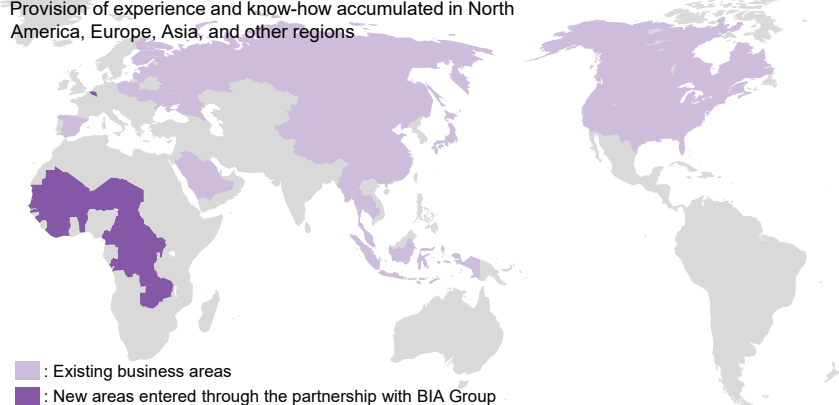 Provision of experience and know-how accumulated in North
America, Europe, Asia, and other regions
: Existing business areas
: New areas entered through the partnership with BIA Group